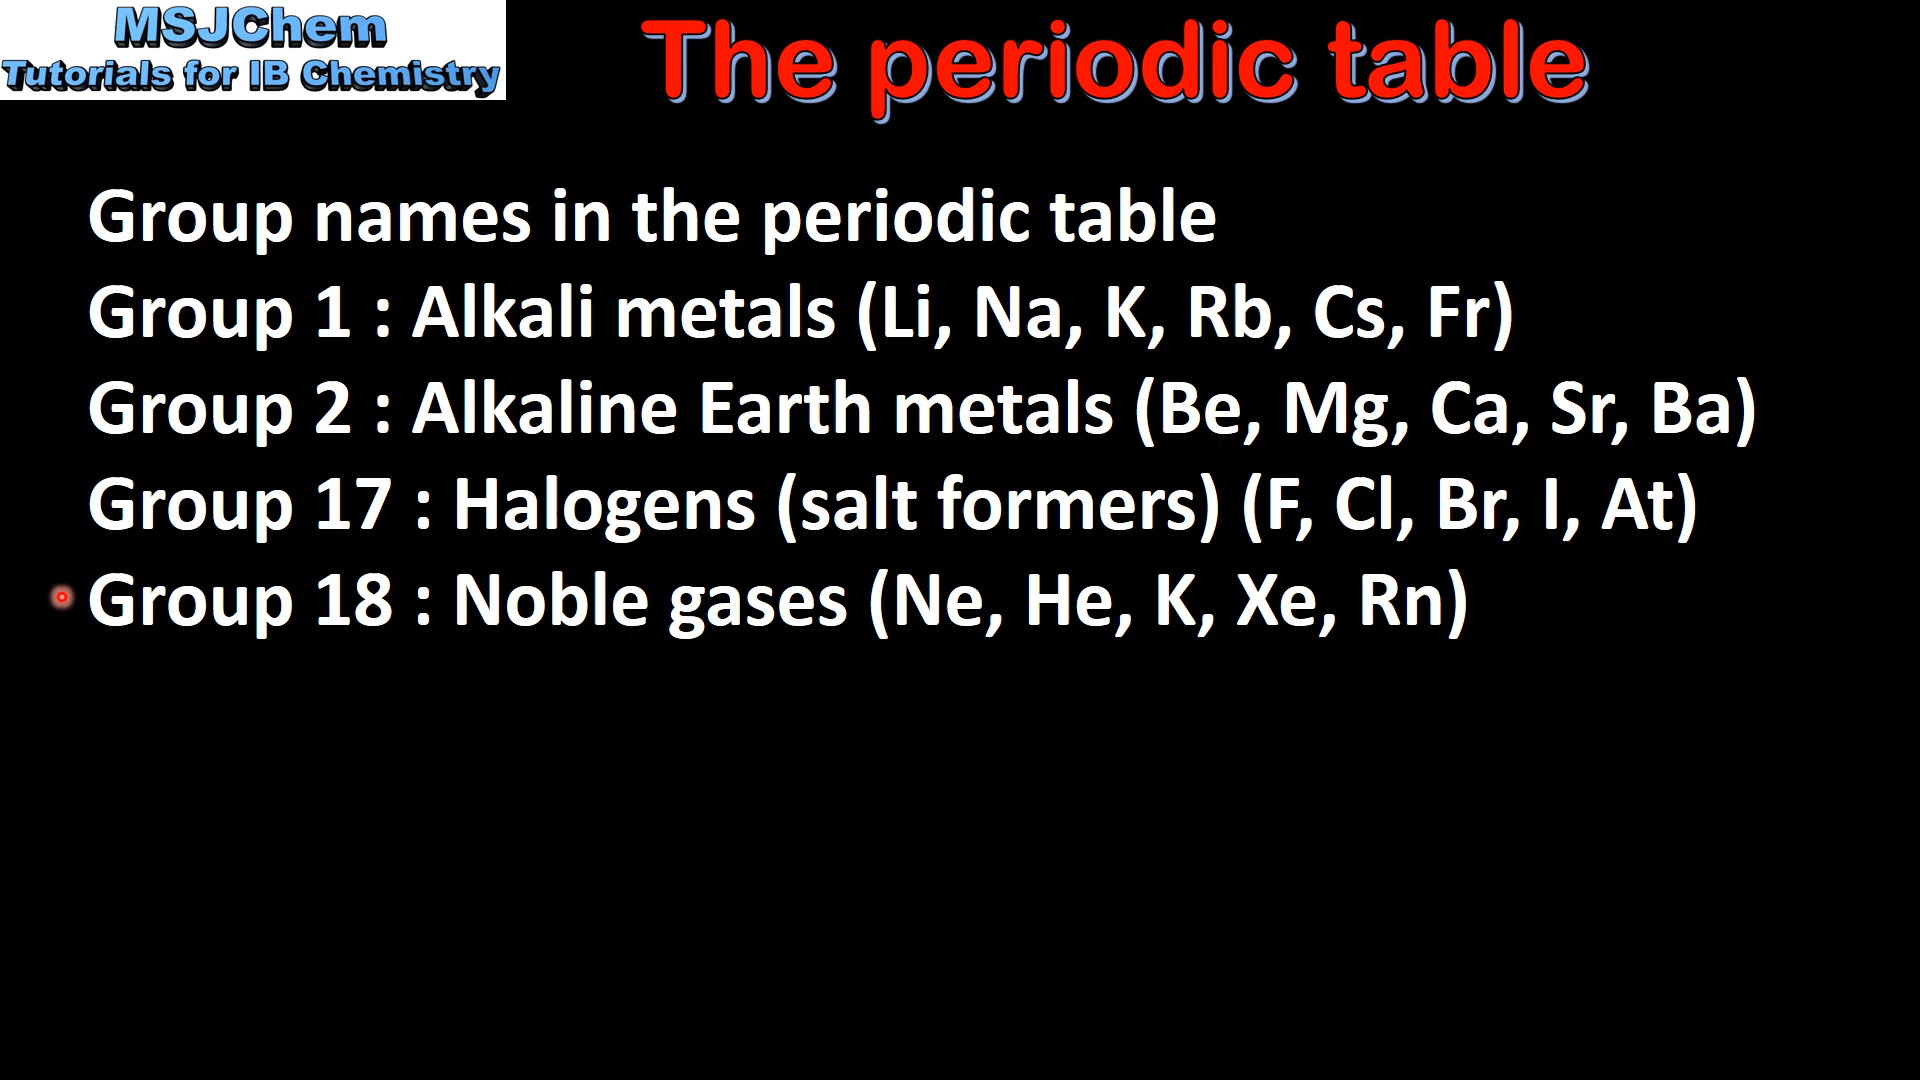 MSJChem
Tutorials for IB Chemistry
The periodic table
Group names in the periodic table
Group 1 : Alkali metals (Li, Na, K, Rb, Cs, Fr)
Group 2 : Alkaline Earth metals (Be, Mg, Ca, Sr, Ba)
Group 17 : Halogens (salt formers) (F, Cl, Br, I, At)
Group 18 : Noble gases (Ne, He, K, Xe, Rn)